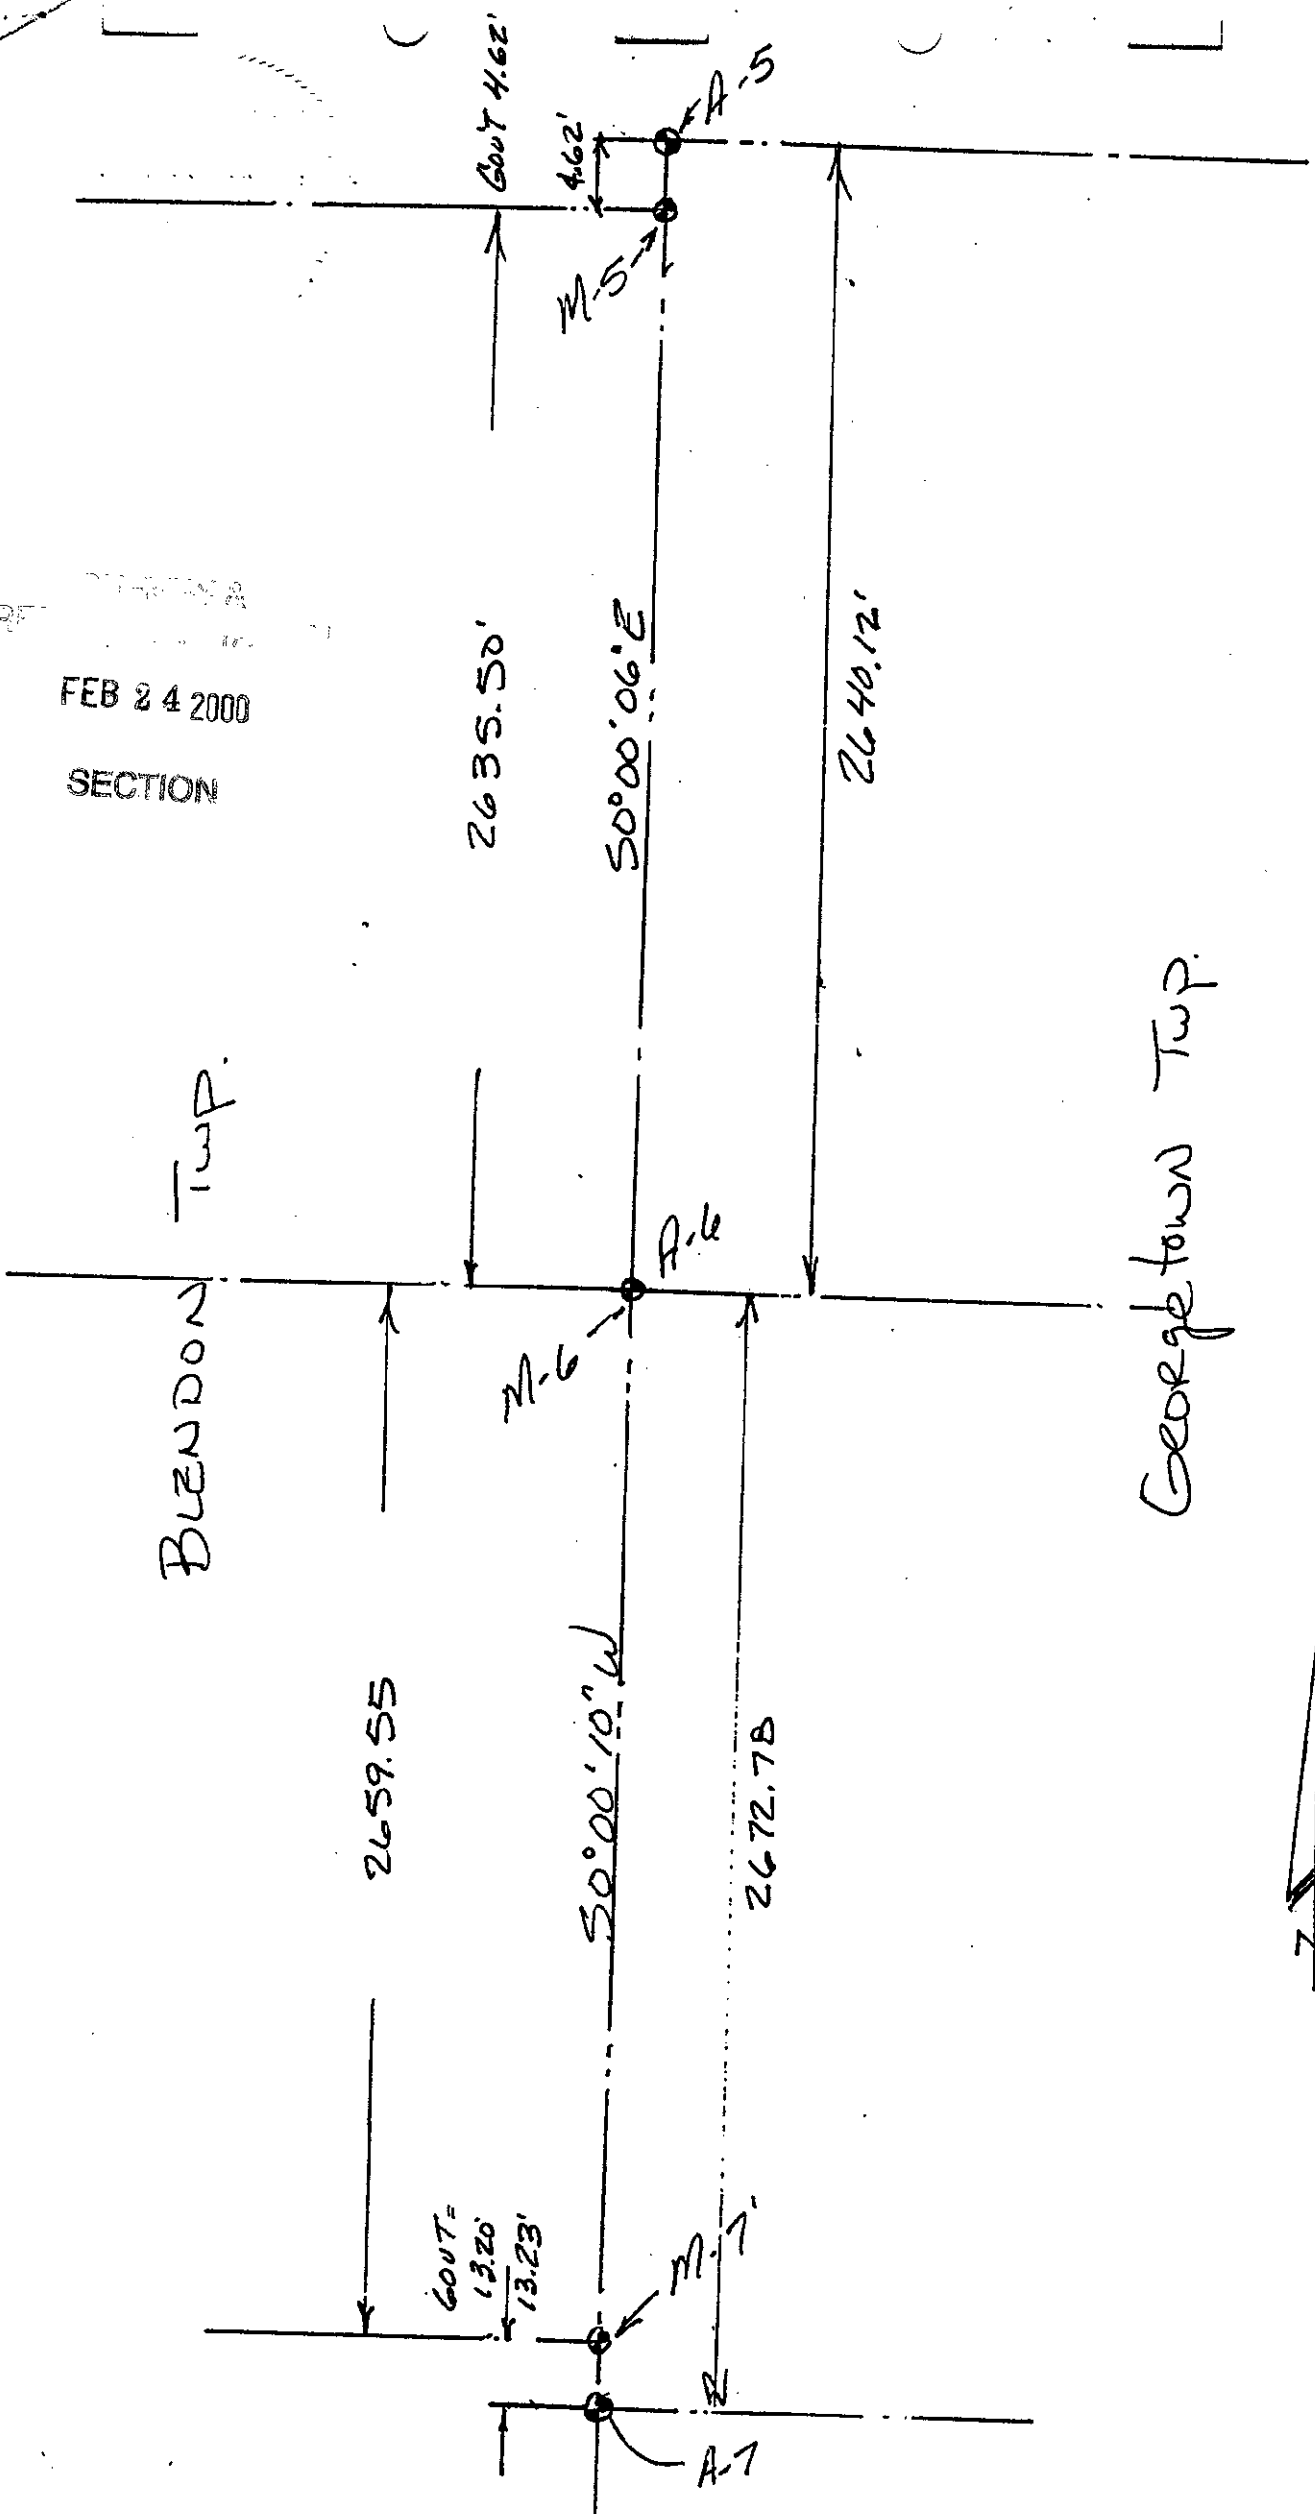 FEB 24 2000
SECTION
BLENDON Twp.
Georgetown Twp.
GOUT 4.62'
4.62'
A-5
M-5
2635.50'
S0°00'06"E
2640.12'
M-6
A-6
2659.55
S0°00'10"W
2672.78
GOUT=
13.20'
13.23'
M-7
A-7